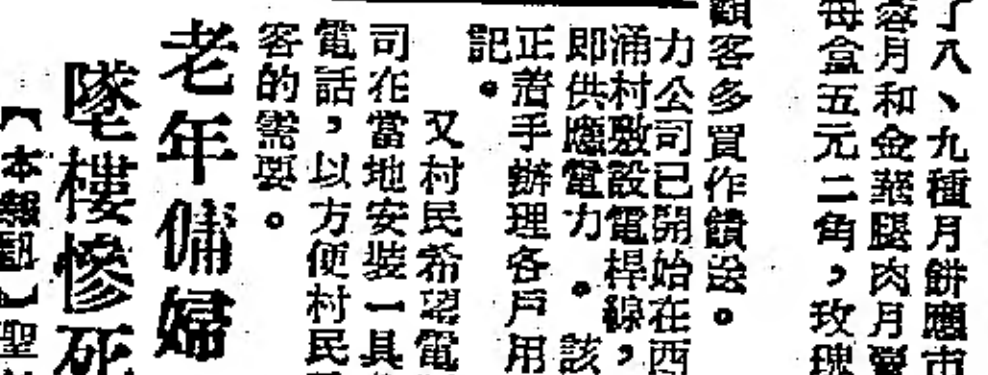 了八、九種月餅應市
蓉月和金華腿肉月
每盒五元二角，玫瑰
顧客多買作饋送。
力公司已開始在西
涌村敷設電桿線，
即供應電力。該
正着手辦理各戶用
記。
又村民希望電
司在當地安裝一具
電話，以方便村民
客的需要。
老年傭婦
墜樓慘死
【本報訊】聖